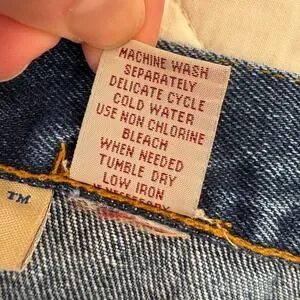 MACHINE WASH
SEPARATELY
DELICATE CYCLE
COLD WATER
USE NON CHLORINE
BLEACH
WHEN NEEDED
TUMBLE DRY
LOW IRON
TM